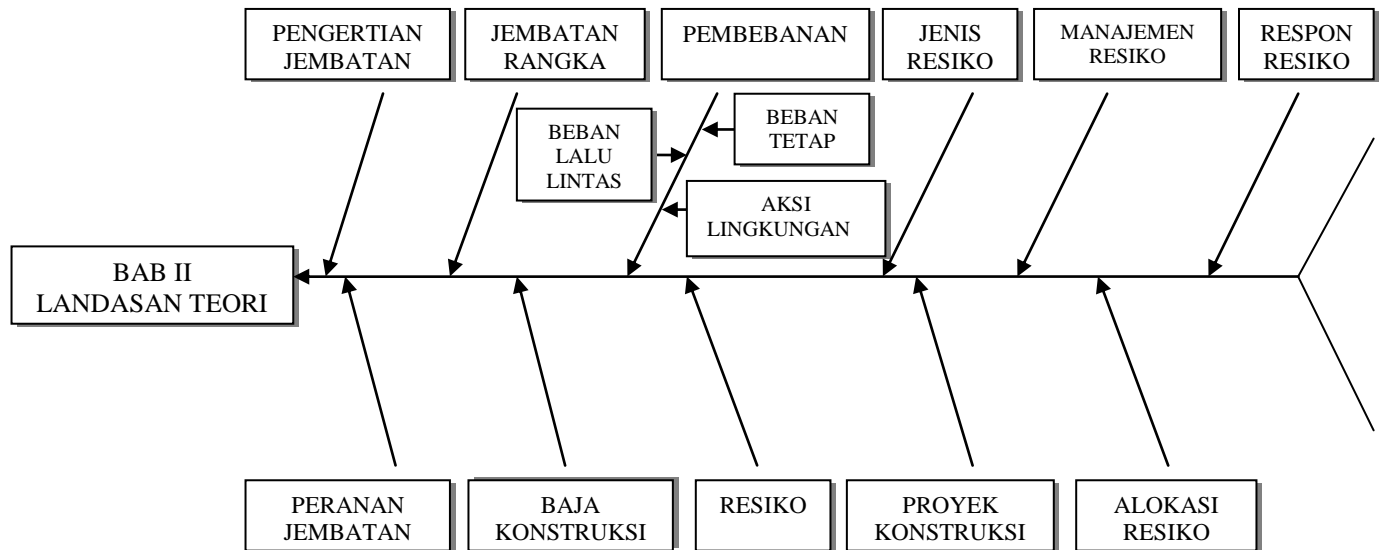 PENGERTIAN
JEMBATAN
JEMBATAN
RANGKA
PEMBEBANAN
JENIS
RESIKO
MANAJEMEN
RESIKO
RESPON
RESIKO
BEBAN
LALU
LINTAS
BEBAN
TETAP
AKSI
LINGKUNGAN
BAB II
LANDASAN TEORI
PERANAN
JEMBATAN
BAJA
KONSTRUKSI
RESIKO
PROYEK
KONSTRUKSI
ALOKASI
RESIKO